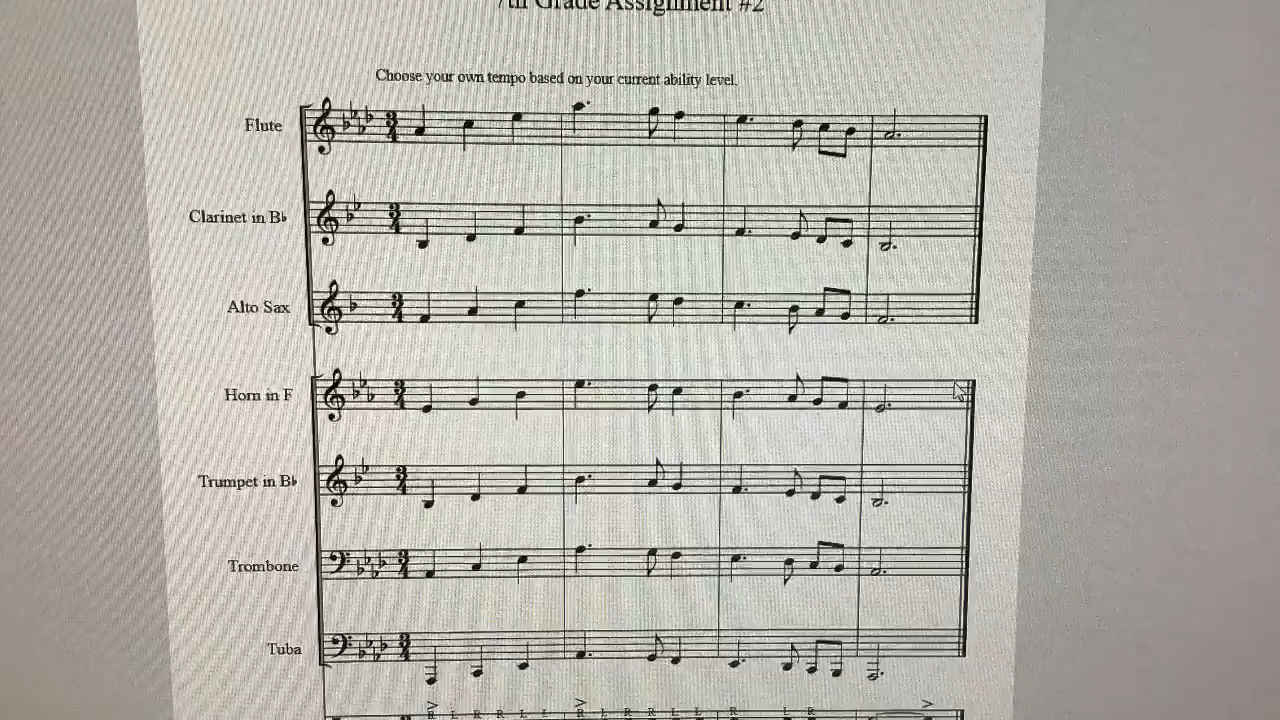 7th Grade Assignment #2
Choose your own tempo based on your current ability level.
Flute
Clarinet in B♭
Alto Sax
Horn in F
Trumpet in B♭
Trombone
Tuba
R L R R L L R L R R L L R L R